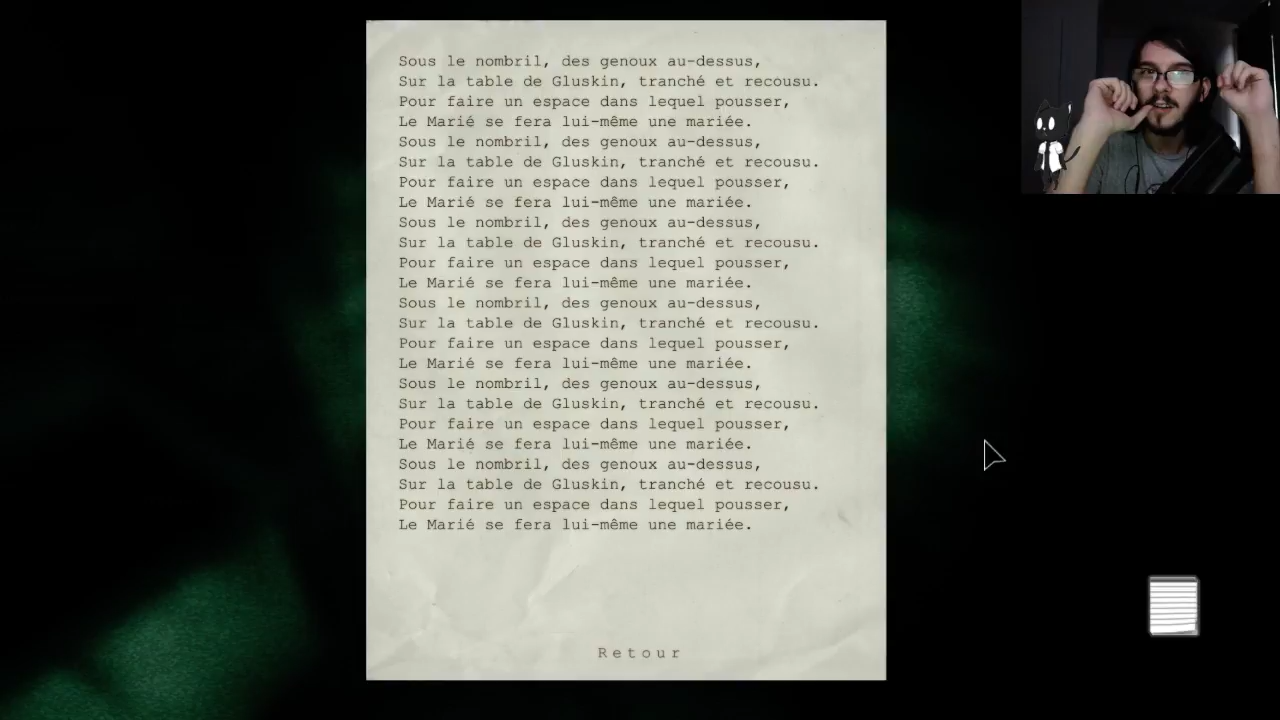 Sous le nombril, des genoux au-dessus,
Sur la table de Gluskin, tranché et recousu.
Pour faire un espace dans lequel pousser,
Le Marié se fera lui-même une mariée.
Sous le nombril, des genoux au-dessus,
Sur la table de Gluskin, tranché et recousu.
Pour faire un espace dans lequel pousser,
Le Marié se fera lui-même une mariée.
Sous le nombril, des genoux au-dessus,
Sur la table de Gluskin, tranché et recousu.
Pour faire un espace dans lequel pousser,
Le Marié se fera lui-même une mariée.
Sous le nombril, des genoux au-dessus,
Sur la table de Gluskin, tranché et recousu.
Pour faire un espace dans lequel pousser,
Le Marié se fera lui-même une mariée.
Sous le nombril, des genoux au-dessus,
Sur la table de Gluskin, tranché et recousu.
Pour faire un espace dans lequel pousser,
Le Marié se fera lui-même une mariée.
Sous le nombril, des genoux au-dessus,
Sur la table de Gluskin, tranché et recousu.
Pour faire un espace dans lequel pousser,
Le Marié se fera lui-même une mariée.
Retour